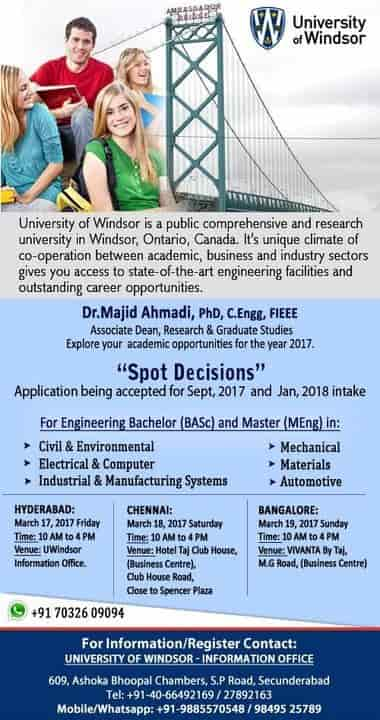 AMBASSADOR
BRIDGE
University
of Windsor
University of Windsor is a public comprehensive and research
university in Windsor, Ontario, Canada. It's unique climate of
co-operation between academic, business and industry sectors
gives you access to state-of-the-art engineering facilities and
outstanding career opportunities.
Dr.Majid Ahmadi, PhD, C.Engg, FIEEE
Associate Dean, Research & Graduate Studies
Explore your academic opportunities for the year 2017.
“Spot Decisions”
Application being accepted for Sept, 2017 and Jan, 2018 intake
For Engineering Bachelor (BASc) and Master (MEng) in:
➤ Civil & Environmental
➤ Electrical & Computer
➤ Industrial & Manufacturing Systems
➤ Mechanical
➤ Materials
➤ Automotive
HYDERABAD:
March 17, 2017 Friday
Time: 10 AM to 4 PM
Venue: UWindsor
Information Office.
CHENNAI:
March 18, 2017 Saturday
Time: 10 AM to 4 PM
Venue: Hotel Taj Club House,
(Business Centre),
Club House Road,
Close to Spencer Plaza
BANGALORE:
March 19, 2017 Sunday
Time: 10 AM to 4 PM
Venue: VIVANTA By Taj,
M.G Road, (Business Centre)
+91 70326 09094
For Information/Register Contact:
UNIVERSITY OF WINDSOR - INFORMATION OFFICE
609, Ashoka Bhoopal Chambers, S.P Road, Secunderabad
Tel: +91-40-66492169 / 27892163
Mobile/Whatsapp: +91-9885570548 / 98495 25789